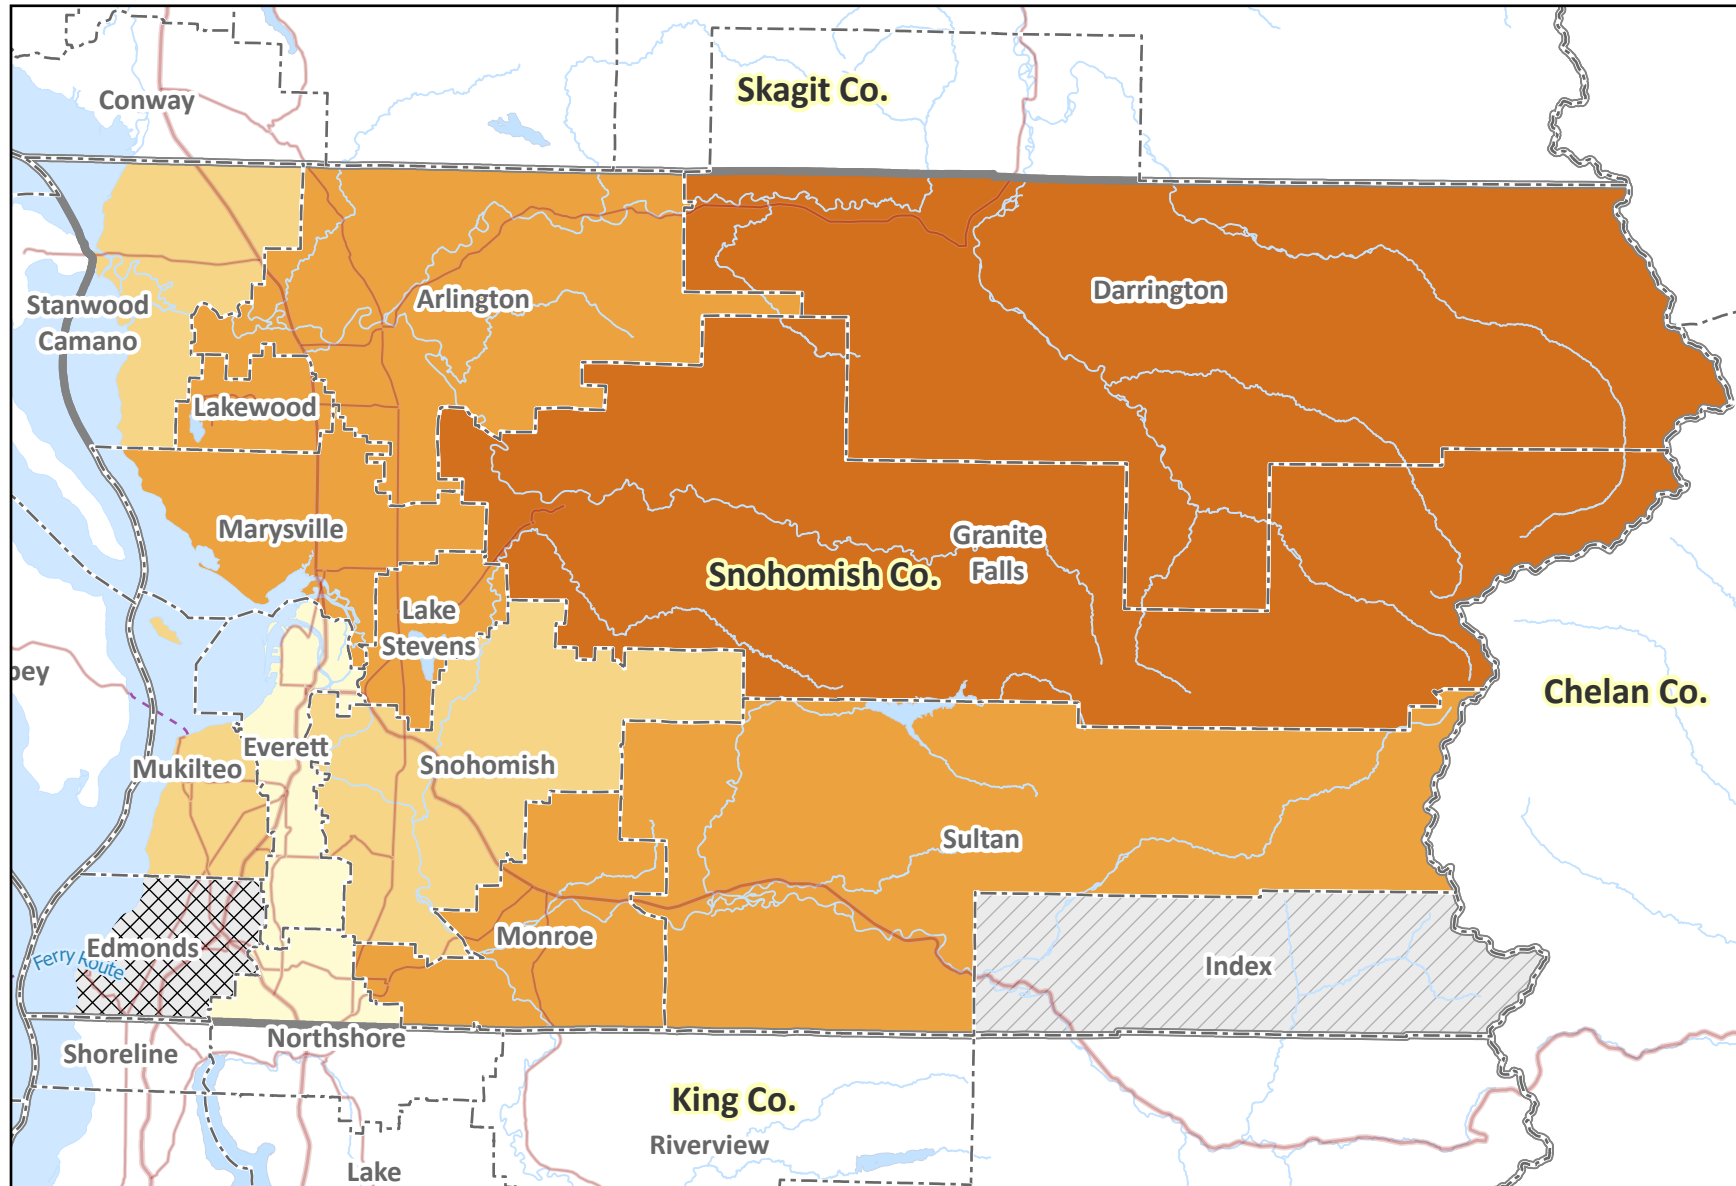 Skagit Co.
Conway
Darrington
Arlington
Stanwood
Camano
Lakewood
Marysville
Granite
Falls
Snohomish Co.
Lake
Stevens
Chelan Co.
Everett
Mukilteo
Snohomish
Sultan
Monroe
Edmonds
Ferry Route
Index
Northshore
Shoreline
King Co.
Riverview
Lake